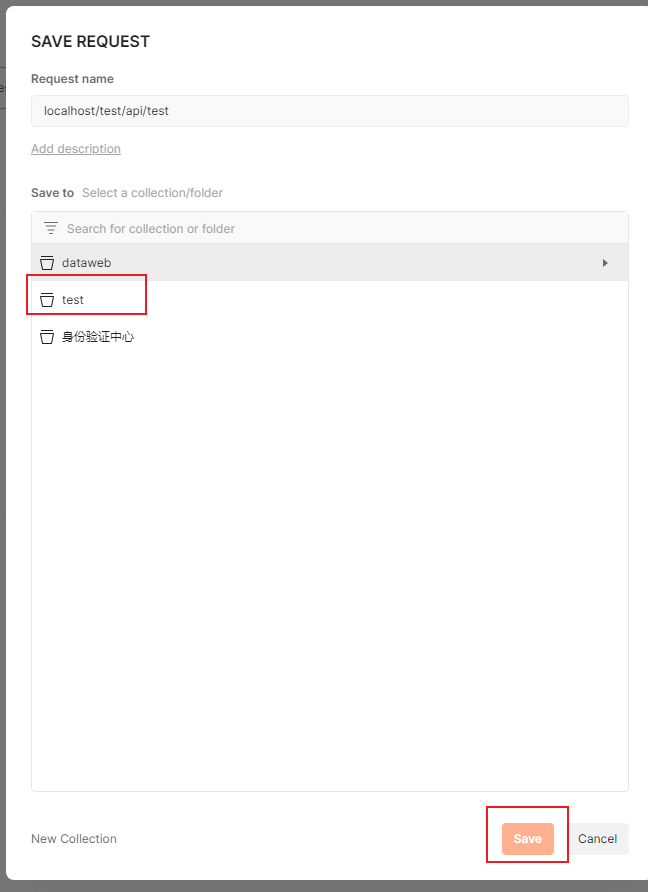 SAVE REQUEST
Request name
localhost/test/api/test
Add description
Save to Select a collection/folder
Search for collection or folder
dataweb
test
身份验证中心
New Collection Save Cancel